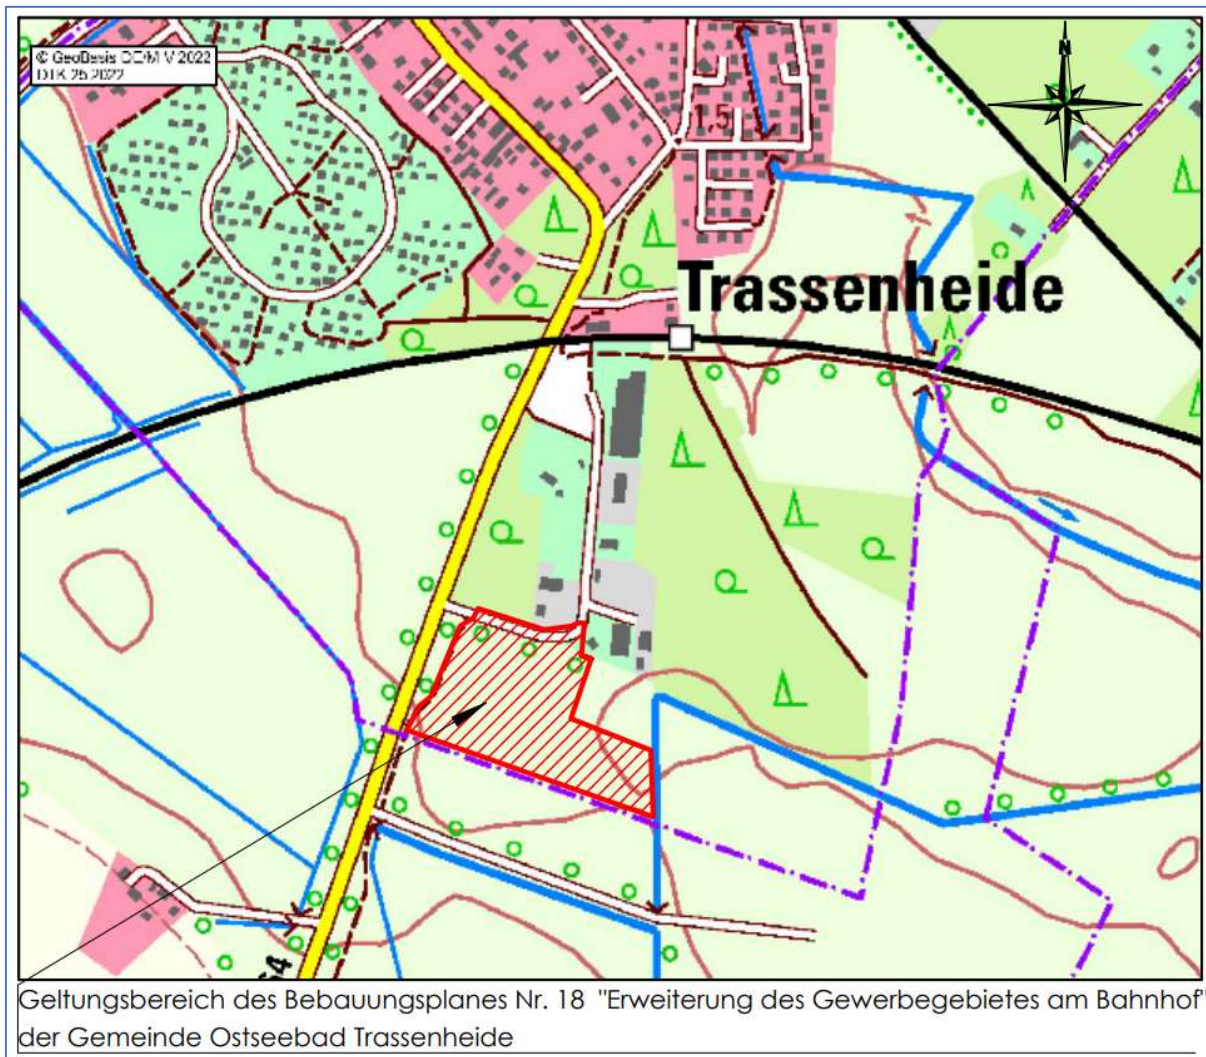 © GeoBasis DE/M-V 2022
DTK 25 2022
N
1,5
Trassenheide
64
Geltungsbereich des Bebauungsplanes Nr. 18 "Erweiterung des Gewerbegebietes am Bahnhof"
der Gemeinde Ostseebad Trassenheide